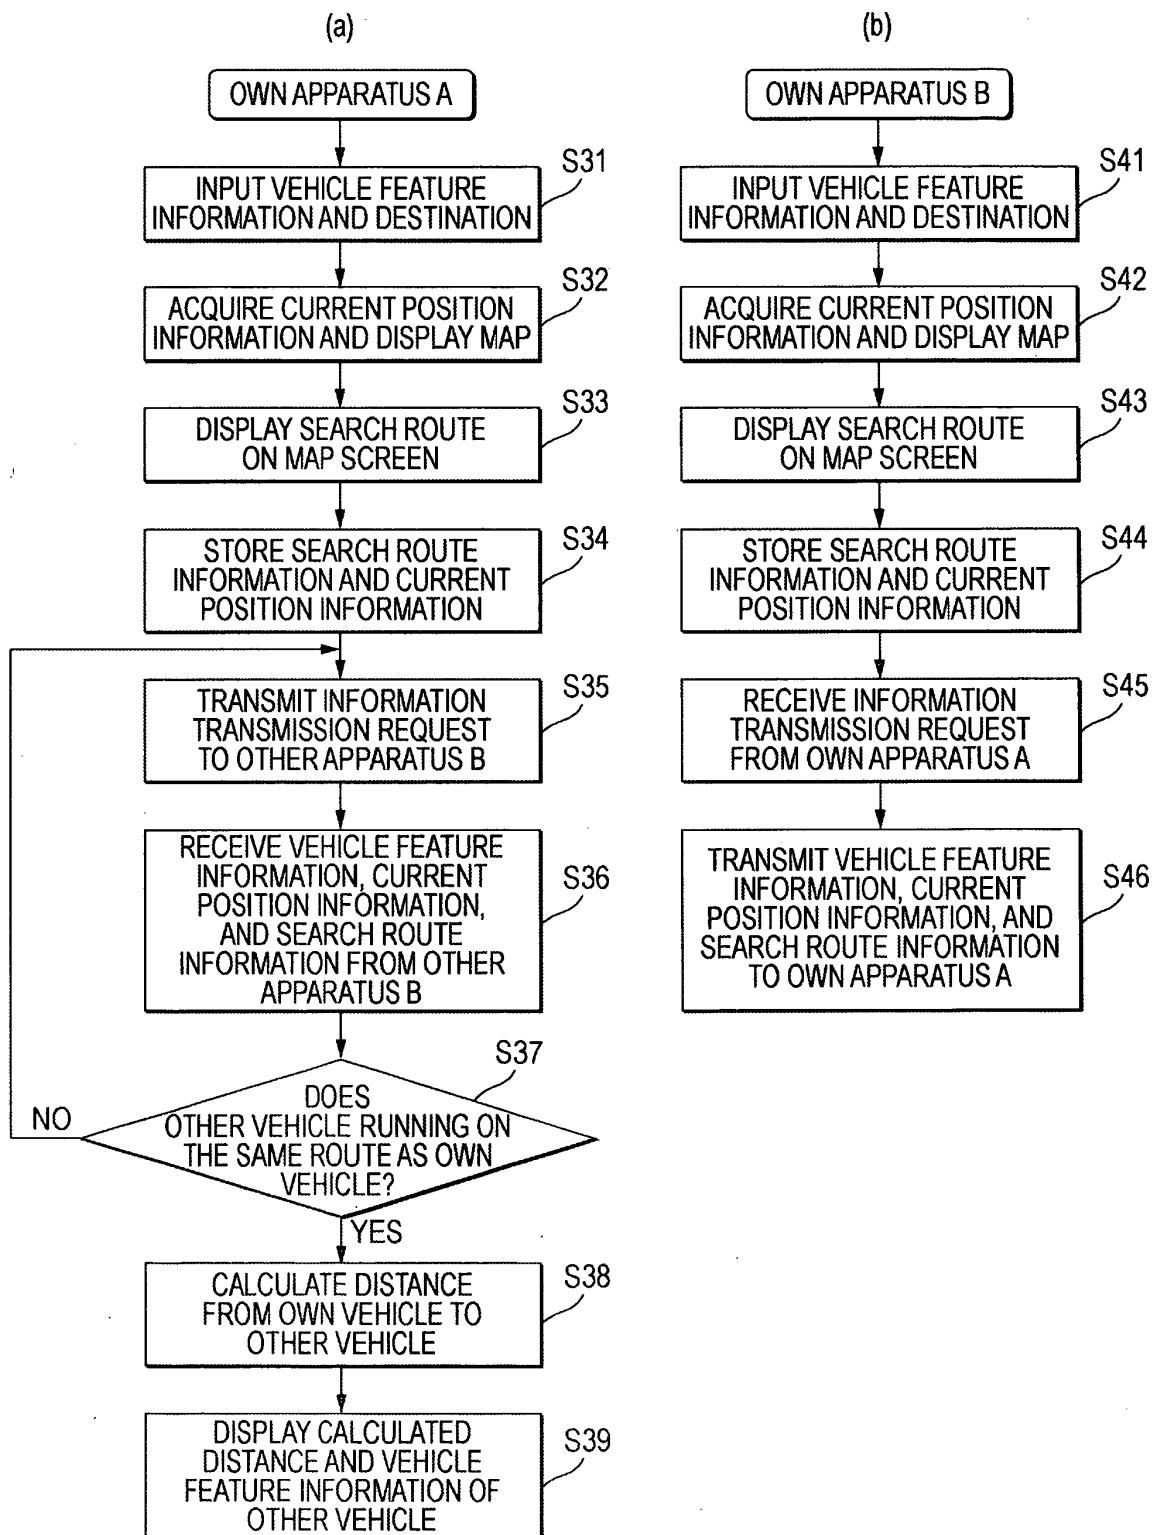 (a)
OWN APPARATUS A
S31
INPUT VEHICLE FEATURE
INFORMATION AND DESTINATION
S32
ACQUIRE CURRENT POSITION
INFORMATION AND DISPLAY MAP
S33
DISPLAY SEARCH ROUTE
ON MAP SCREEN
S34
STORE SEARCH ROUTE
INFORMATION AND CURRENT
POSITION INFORMATION
S35
TRANSMIT INFORMATION
TRANSMISSION REQUEST
TO OTHER APPARATUS B
S36
RECEIVE VEHICLE FEATURE
INFORMATION, CURRENT
POSITION INFORMATION,
AND SEARCH ROUTE
INFORMATION FROM OTHER
APPARATUS B
S37
DOES
OTHER VEHICLE RUNNING ON
THE SAME ROUTE AS OWN
VEHICLE?
NO
YES
S38
CALCULATE DISTANCE
FROM OWN VEHICLE TO
OTHER VEHICLE
S39
DISPLAY CALCULATED
DISTANCE AND VEHICLE
FEATURE INFORMATION OF
OTHER VEHICLE
(b)
OWN APPARATUS B
S41
INPUT VEHICLE FEATURE
INFORMATION AND DESTINATION
S42
ACQUIRE CURRENT POSITION
INFORMATION AND DISPLAY MAP
S43
DISPLAY SEARCH ROUTE
ON MAP SCREEN
S44
STORE SEARCH ROUTE
INFORMATION AND CURRENT
POSITION INFORMATION
S45
RECEIVE INFORMATION
TRANSMISSION REQUEST
FROM OWN APPARATUS A
S46
TRANSMIT VEHICLE FEATURE
INFORMATION, CURRENT
POSITION INFORMATION, AND
SEARCH ROUTE INFORMATION
TO OWN APPARATUS A